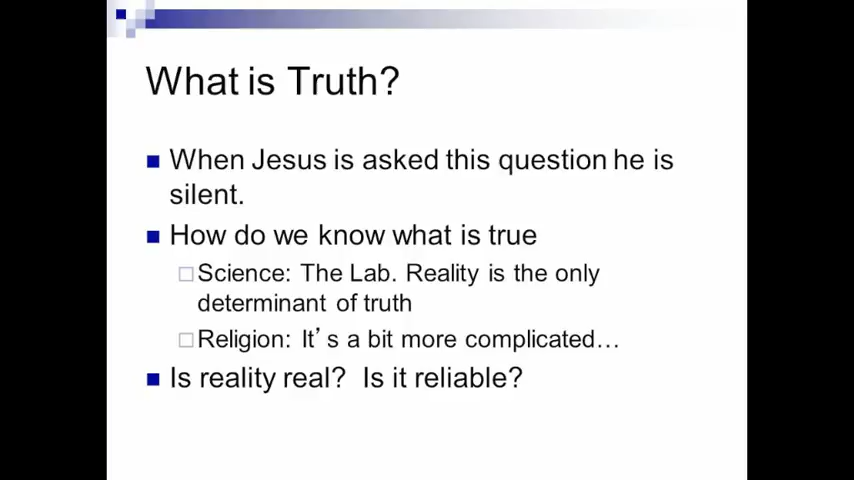 What is Truth?
When Jesus is asked this question he is
silent.
How do we know what is true
Science: The Lab. Reality is the only
determinant of truth
Religion: It’s a bit more complicated…
Is reality real?  Is it reliable?